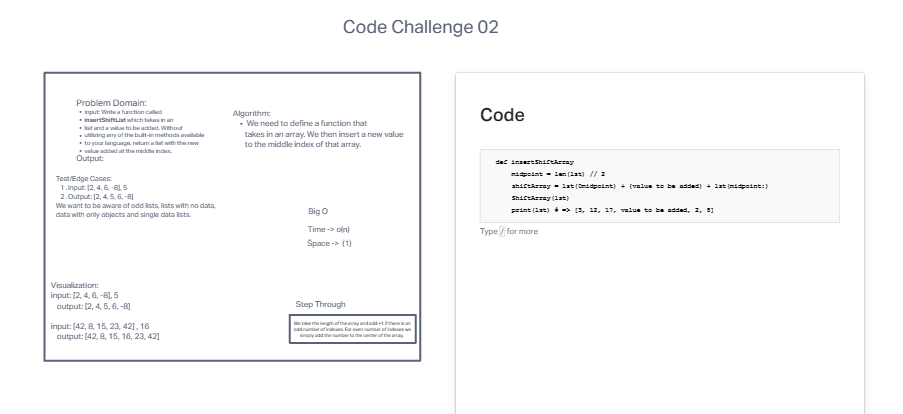 Code Challenge 02
Problem Domain:
• Input: Write a function called
• insertShiftList which takes in an
• list and a value to be added. Without
• utilizing any of the built-in methods available
• to your language, return a list with the new
• value added at the middle index.
Output:
Algorithm:
• We need to define a function that
takes in an array. We then insert a new value
to the middle index of that array.
Test/Edge Cases:
1. input: [2, 4, 6, -8], 5
2. Output: [2, 4, 5, 6, -8]
We want to be aware of odd lists, lists with no data,
data with only objects and single data lists.
Big O
Time -> o(n)
Space -> (1)
Visualization:
input: [2, 4, 6, -8], 5
output: [2, 4, 5, 6, -8]
input: [42, 8, 15, 23, 42] , 16
output: [42, 8, 15, 16, 23, 42]
Step Through
We take the length of the array and add +1 if there is an
odd number of indexes. For even number of indexes we
simply add the number to the center of the array.
Code
def insertShiftArray
midpoint = len(lst) // 2
shiftArray = lst(0midpoint) + (value to be added) + lst(midpoint:)
ShiftArray(lst)
print(lst) # => [3, 12, 17, value to be added, 2, 8]
Type / for more